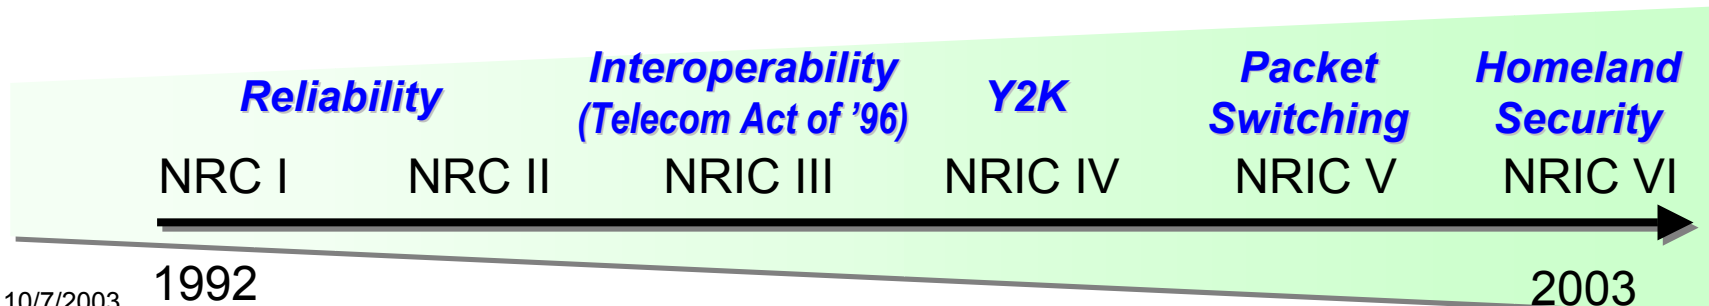 Reliability
Interoperability
(Telecom Act of ’96)
Y2K
Packet
Switching
Homeland
Security
NRC I NRC II NRIC III NRIC IV NRIC V NRIC VI
1992 2003
10/7/2003